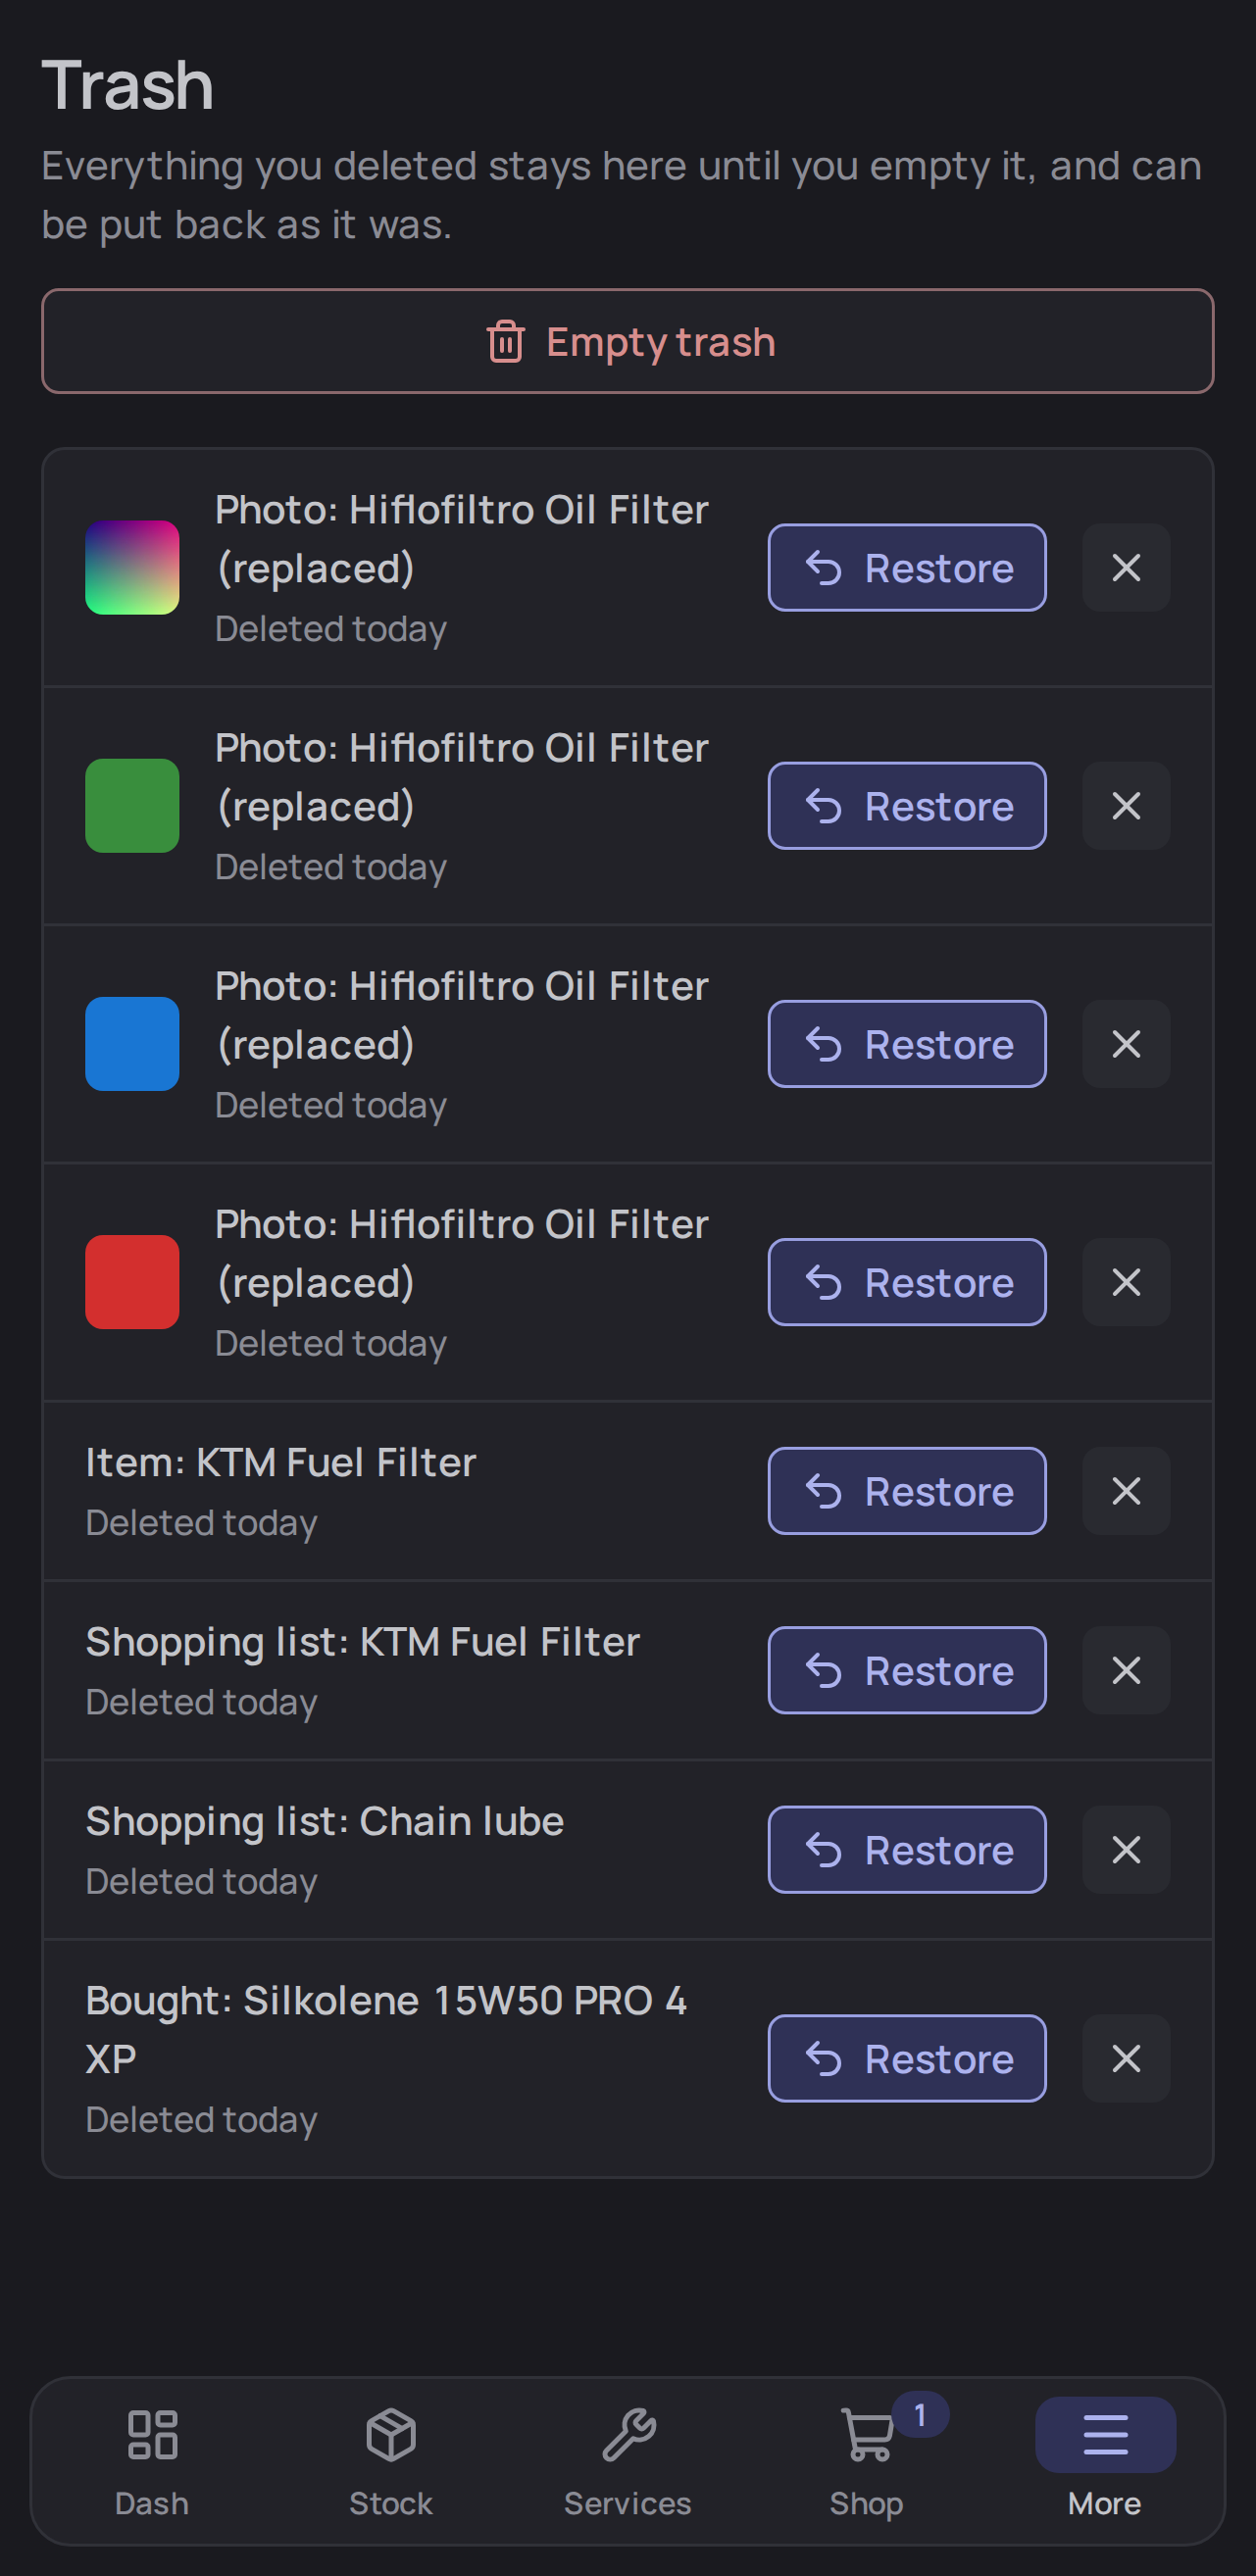 Trash
Everything you deleted stays here until you empty it, and can
be put back as it was.
Empty trash
Photo: Hiflofiltro Oil Filter
(replaced)
Deleted today
Restore
Photo: Hiflofiltro Oil Filter
(replaced)
Deleted today
Restore
Photo: Hiflofiltro Oil Filter
(replaced)
Deleted today
Restore
Photo: Hiflofiltro Oil Filter
(replaced)
Deleted today
Restore
Item: KTM Fuel Filter
Deleted today
Restore
Shopping list: KTM Fuel Filter
Deleted today
Restore
Shopping list: Chain lube
Deleted today
Restore
Bought: Silkolene 15W50 PRO 4
XP
Deleted today
Restore
1
Dash
Stock
Services
Shop
More